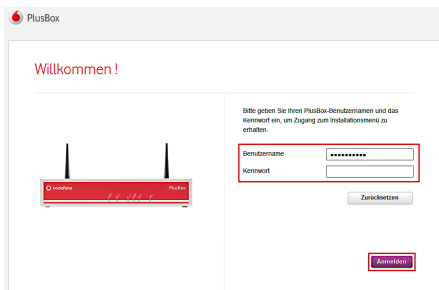 PlusBox
Willkommen !
Bitte geben Sie Ihren PlusBox-Benutzernamen und das
Kennwort ein, um Zugang zum Installationsmenü zu
erhalten.
Benutzername
Kennwort
vodafone
PlusBox
Zurücksetzen
Anmelden